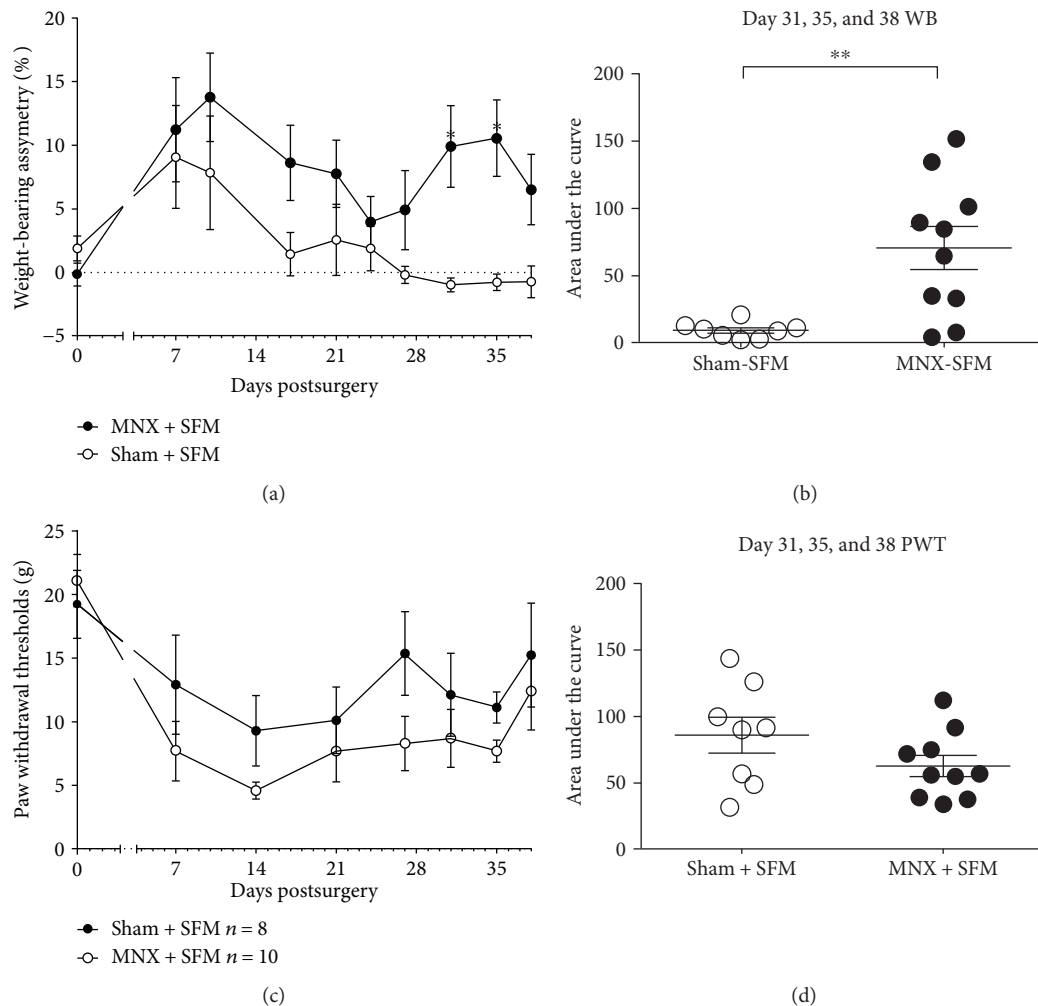 Weight-bearing assymetry (%)
20
15
10
5
0
−5
0
7
14
21
28
35
Days postsurgery
* *
MNX + SFM
Sham + SFM
(a)
Day 31, 35, and 38 WB
**
Area under the curve
200
150
100
50
0
Sham-SFM
MNX-SFM
(b)
Paw withdrawal thresholds (g)
25
20
15
10
5
0
0
7
14
21
28
35
Days postsurgery
Sham + SFM n = 8
MNX + SFM n = 10
(c)
Day 31, 35, and 38 PWT
Area under the curve
200
150
100
50
0
Sham + SFM
MNX + SFM
(d)